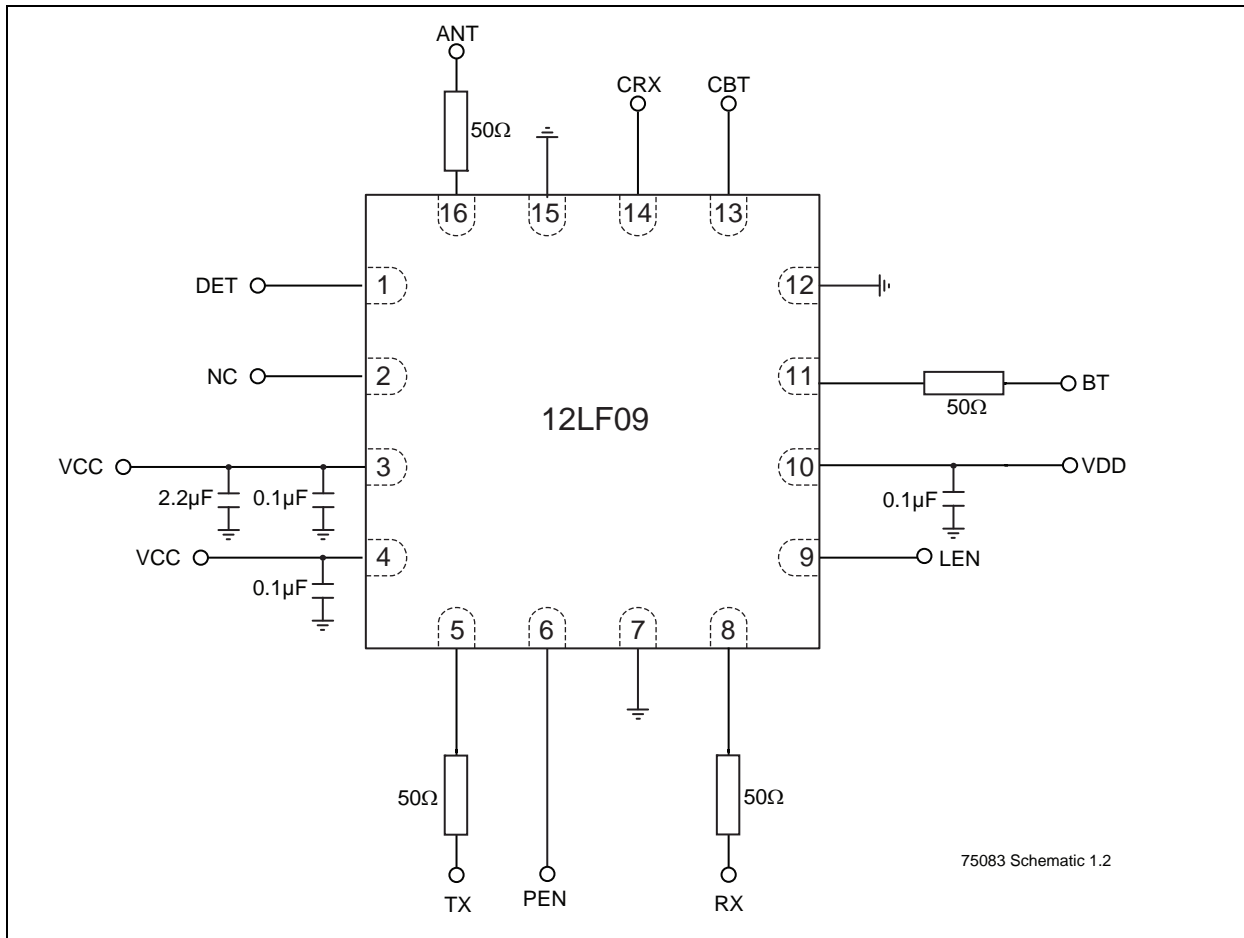 ANT
CRX CBT
50Ω
16 15 14 13
DET 1 12
NC 2 11 BT
50Ω
12LF09
VCC 3 10 VDD
2.2µF 0.1µF 0.1µF
VCC 4 9 LEN
0.1µF
5 6 7 8
50Ω 50Ω
75083 Schematic 1.2
TX PEN RX